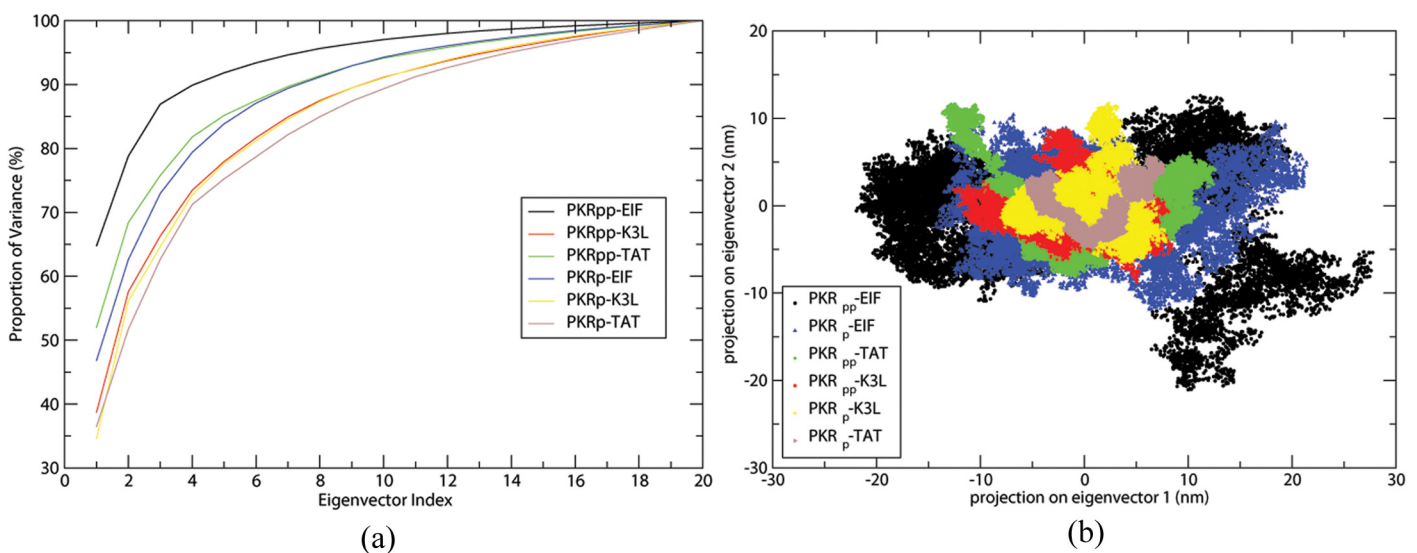 100
90
80
70
60
50
40
30
Proportion of Variance (%)
0 2 4 6 8 10 12 14 16 18 20
Eigenvector Index
PKRpp-EIF
PKRpp-K3L
PKRpp-TAT
PKRp-EIF
PKRp-K3L
PKRp-TAT
(a)
20
10
0
-10
-20
-30
projection on eigenvector 2 (nm)
-30 -20 -10 0 10 20 30
projection on eigenvector 1 (nm)
PKR pp-EIF
PKR p-EIF
PKR pp-TAT
PKR pp-K3L
PKR p-K3L
PKR p-TAT
(b)